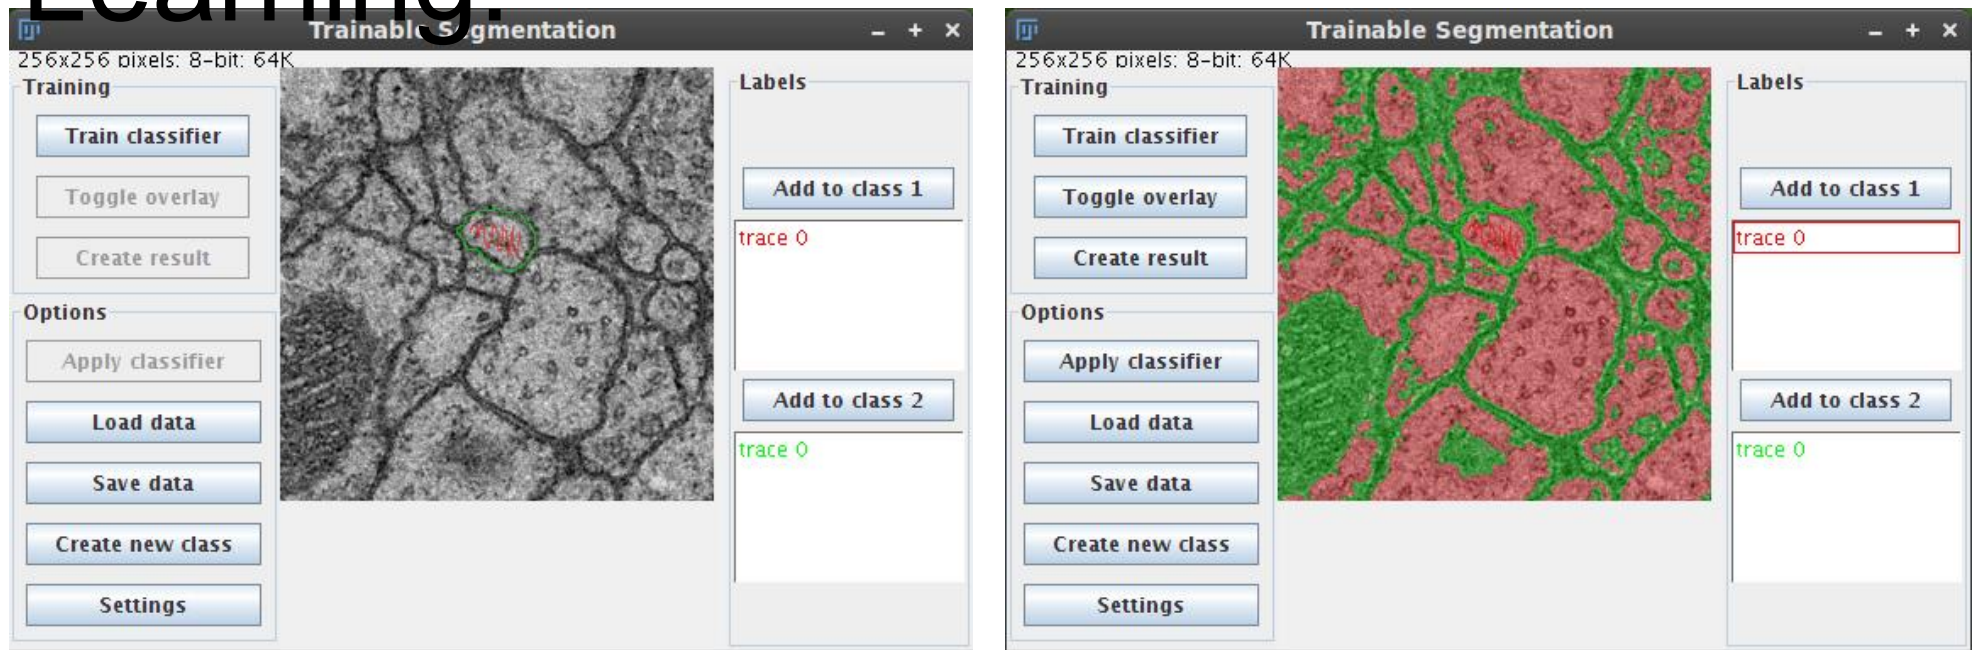 Learning.
Trainable Segmentation
256x256 pixels; 8-bit; 64K
Training
Train classifier
Toggle overlay
Create result
Options
Apply classifier
Load data
Save data
Create new class
Settings
Labels
Add to class 1
trace 0
Add to class 2
trace 0
Trainable Segmentation
256x256 pixels; 8-bit; 64K
Training
Train classifier
Toggle overlay
Create result
Options
Apply classifier
Load data
Save data
Create new class
Settings
Labels
Add to class 1
trace 0
Add to class 2
trace 0